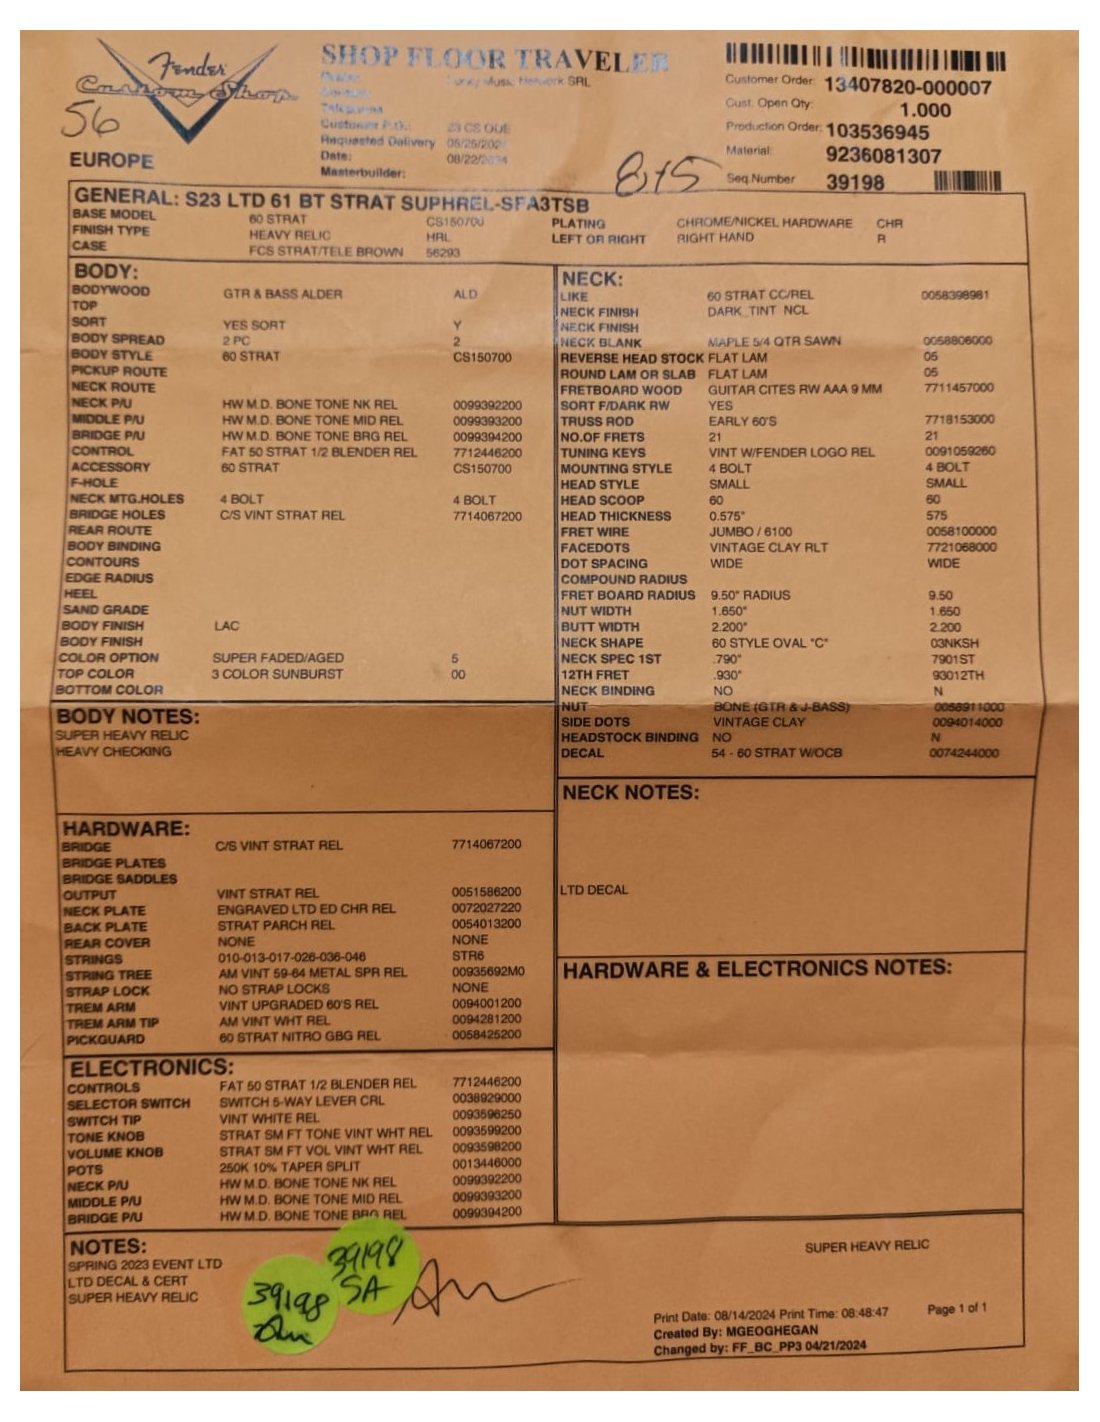 Fender
Custom Shop
56
EUROPE
SHOP FLOOR TRAVELER
Music Network SRL
Telephone
Customer P.O.: 23 CS QUE
Requested Delivery
Date: 08/22/2024
Masterbuilder:
Customer Order: 13407820-000007
Cust. Open Qty: 1.000
Production Order: 103536945
Material: 9236081307
Seq.Number 39198
GENERAL: S23 LTD 61 BT STRAT SUPHREL-SFA3TSB
BASE MODEL 60 STRAT CS150700 PLATING CHROME/NICKEL HARDWARE CHR
FINISH TYPE HEAVY RELIC HRL LEFT OR RIGHT RIGHT HAND R
CASE FCS STRAT/TELE BROWN 56293
BODY:
BODYWOOD GTR & BASS ALDER ALD
TOP
SORT YES SORT Y
BODY SPREAD 2 PC 2
BODY STYLE 60 STRAT CS150700
PICKUP ROUTE
NECK ROUTE
NECK P/U HW M.D. BONE TONE NK REL 0099392200
MIDDLE P/U HW M.D. BONE TONE MID REL 0099393200
BRIDGE P/U HW M.D. BONE TONE BRG REL 0099394200
CONTROL FAT 50 STRAT 1/2 BLENDER REL 7712446200
ACCESSORY 60 STRAT CS150700
F-HOLE
NECK MTG.HOLES 4 BOLT 4 BOLT
BRIDGE HOLES C/S VINT STRAT REL 7714067200
REAR ROUTE
BODY BINDING
CONTOURS
EDGE RADIUS
HEEL
SAND GRADE
BODY FINISH LAC
BODY FINISH
COLOR OPTION SUPER FADED/AGED 5
TOP COLOR 3 COLOR SUNBURST 00
BOTTOM COLOR
BODY NOTES:
SUPER HEAVY RELIC
HEAVY CHECKING
HARDWARE:
BRIDGE C/S VINT STRAT REL 7714067200
BRIDGE PLATES
BRIDGE SADDLES
OUTPUT VINT STRAT REL 0051586200
NECK PLATE ENGRAVED LTD ED CHR REL 0072027220
BACK PLATE STRAT PARCH REL 0054013200
REAR COVER NONE NONE
STRINGS 010-013-017-026-036-046 STR6
STRING TREE AM VINT 59-64 METAL SPR REL 00935692M0
STRAP LOCK NO STRAP LOCKS NONE
TREM ARM VINT UPGRADED 60'S REL 0094001200
TREM ARM TIP AM VINT WHT REL 0094281200
PICKGUARD 60 STRAT NITRO GBG REL 0058425200
ELECTRONICS:
CONTROLS FAT 50 STRAT 1/2 BLENDER REL 7712446200
SELECTOR SWITCH SWITCH 5-WAY LEVER CRL 0038929000
SWITCH TIP VINT WHITE REL 0093596250
TONE KNOB STRAT SM FT TONE VINT WHT REL 0093599200
VOLUME KNOB STRAT SM FT VOL VINT WHT REL 0093598200
POTS 250K 10% TAPER SPLIT 0013446000
NECK P/U HW M.D. BONE TONE NK REL 0099392200
MIDDLE P/U HW M.D. BONE TONE MID REL 0099393200
BRIDGE P/U HW M.D. BONE TONE BRG REL 0099394200
NECK:
LIKE 60 STRAT CC/REL 0058398981
NECK FINISH DARK_TINT NCL
NECK FINISH
NECK BLANK MAPLE 5/4 QTR SAWN 0058806000
REVERSE HEAD STOCK FLAT LAM 05
ROUND LAM OR SLAB FLAT LAM 05
FRETBOARD WOOD GUITAR CITES RW AAA 9 MM 7711457000
SORT F/DARK RW YES
TRUSS ROD EARLY 60'S 7718153000
NO.OF FRETS 21 21
TUNING KEYS VINT W/FENDER LOGO REL 0091059260
MOUNTING STYLE 4 BOLT 4 BOLT
HEAD STYLE SMALL SMALL
HEAD SCOOP 60 60
HEAD THICKNESS 0.575" 575
FRET WIRE JUMBO / 6100 0058100000
FACEDOTS VINTAGE CLAY RLT 7721068000
DOT SPACING WIDE WIDE
COMPOUND RADIUS
FRET BOARD RADIUS 9.50" RADIUS 9.50
NUT WIDTH 1.650" 1.650
BUTT WIDTH 2.200" 2.200
NECK SHAPE 60 STYLE OVAL "C" 03NKSH
NECK SPEC 1ST .790" 7901ST
12TH FRET .930" 93012TH
NECK BINDING NO N
NUT BONE (GTR & J-BASS) 0058911000
SIDE DOTS VINTAGE CLAY 0094014000
HEADSTOCK BINDING NO N
DECAL 54 - 60 STRAT W/OCB 0074244000
NECK NOTES:
LTD DECAL
HARDWARE & ELECTRONICS NOTES:
NOTES:
SPRING 2023 EVENT LTD
LTD DECAL & CERT
SUPER HEAVY RELIC
39198
39198
SA
SUPER HEAVY RELIC
Print Date: 08/14/2024 Print Time: 08:48:47 Page 1 of 1
Created By: MGEOGHEGAN
Changed by: FF_BC_PP3 04/21/2024